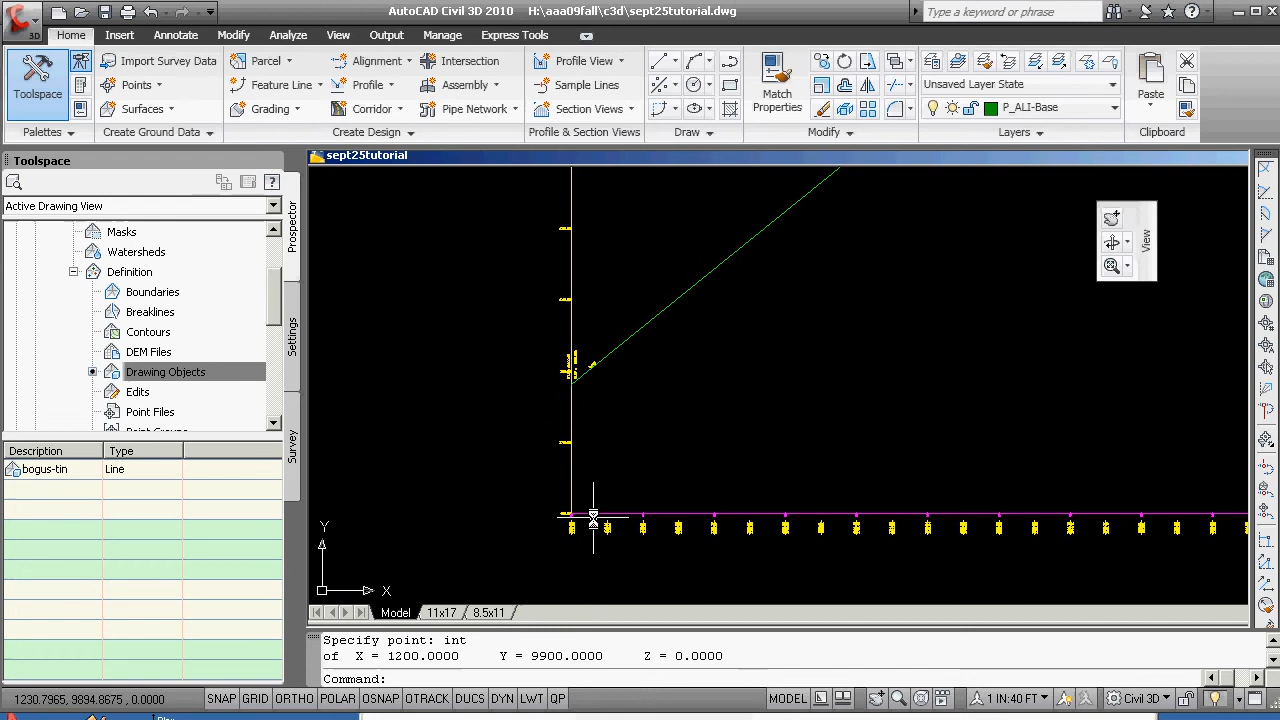 AutoCAD Civil 3D 2010 H:\aaa09fall\c3d\sept25tutorial.dwg
Type a keyword or phrase
3D
Home Insert Annotate Modify Analyze View Output Manage Express Tools
Toolspace
Import Survey Data
Points
Surfaces
Parcel
Feature Line
Grading
Alignment
Profile
Corridor
Intersection
Assembly
Pipe Network
Profile View
Sample Lines
Section Views
Match
Properties
Unsaved Layer State
P_ALI-Base
Paste
Palettes Create Ground Data Create Design Profile & Section Views Draw Modify Layers Clipboard
Toolspace
Active Drawing View
Masks
Watersheds
Definition
Boundaries
Breaklines
Contours
DEM Files
Drawing Objects
Edits
Point Files
Prospector
Settings
Survey
Description Type
bogus-tin Line
sept25tutorial
View
Y
X
Model 11x17 8.5x11
Specify point: int
of X = 1200.0000 Y = 9900.0000 Z = 0.0000
Command:
1230.7965, 9894.8675, 0.0000 SNAP GRID ORTHO POLAR OSNAP OTRACK DUCS DYN LWT QP MODEL 1 IN:40 FT Civil 3D